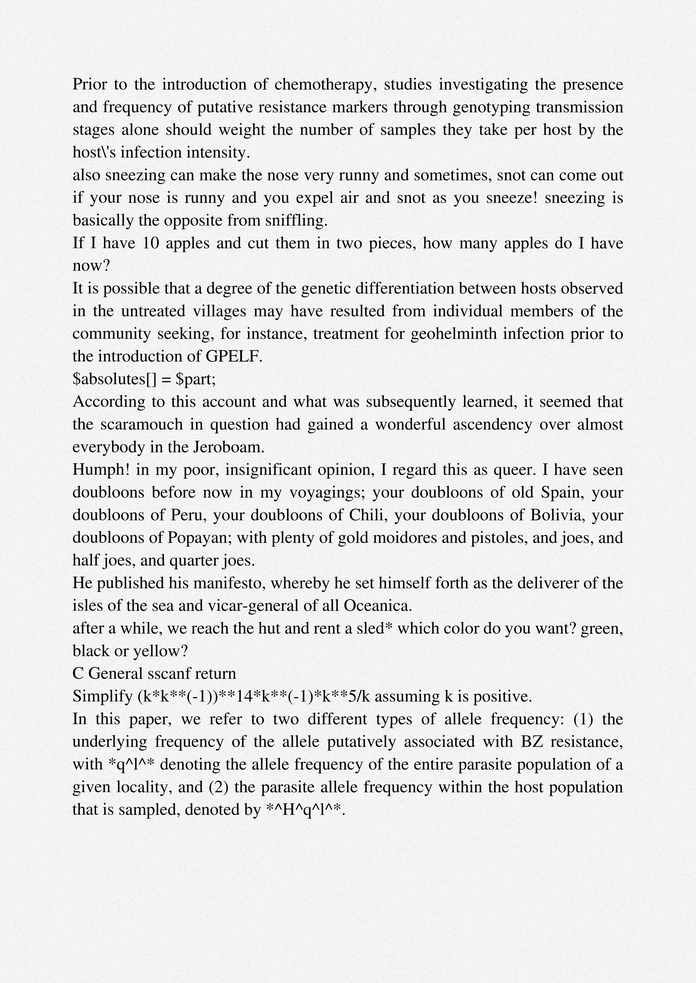 Prior to the introduction of chemotherapy, studies investigating the presence
and frequency of putative resistance markers through genotyping transmission
stages alone should weight the number of samples they take per host by the
host\'s infection intensity.
also sneezing can make the nose very runny and sometimes, snot can come out
if your nose is runny and you expel air and snot as you sneeze! sneezing is
basically the opposite from sniffling.
If I have 10 apples and cut them in two pieces, how many apples do I have
now?
It is possible that a degree of the genetic differentiation between hosts observed
in the untreated villages may have resulted from individual members of the
community seeking, for instance, treatment for geohelminth infection prior to
the introduction of GPELF.
$absolutes[] = $part;
According to this account and what was subsequently learned, it seemed that
the scaramouch in question had gained a wonderful ascendency over almost
everybody in the Jeroboam.
Humph! in my poor, insignificant opinion, I regard this as queer. I have seen
doubloons before now in my voyagings; your doubloons of old Spain, your
doubloons of Peru, your doubloons of Chili, your doubloons of Bolivia, your
doubloons of Popayan; with plenty of gold moidores and pistoles, and joes, and
half joes, and quarter joes.
He published his manifesto, whereby he set himself forth as the deliverer of the
isles of the sea and vicar-general of all Oceanica.
after a while, we reach the hut and rent a sled* which color do you want? green,
black or yellow?
C General sscanf return
Simplify (k*k**(-1))**14*k**(-1)*k**5/k assuming k is positive.
In this paper, we refer to two different types of allele frequency: (1) the
underlying frequency of the allele putatively associated with BZ resistance,
with *q^l^* denoting the allele frequency of the entire parasite population of a
given locality, and (2) the parasite allele frequency within the host population
that is sampled, denoted by *^H^q^l^*.